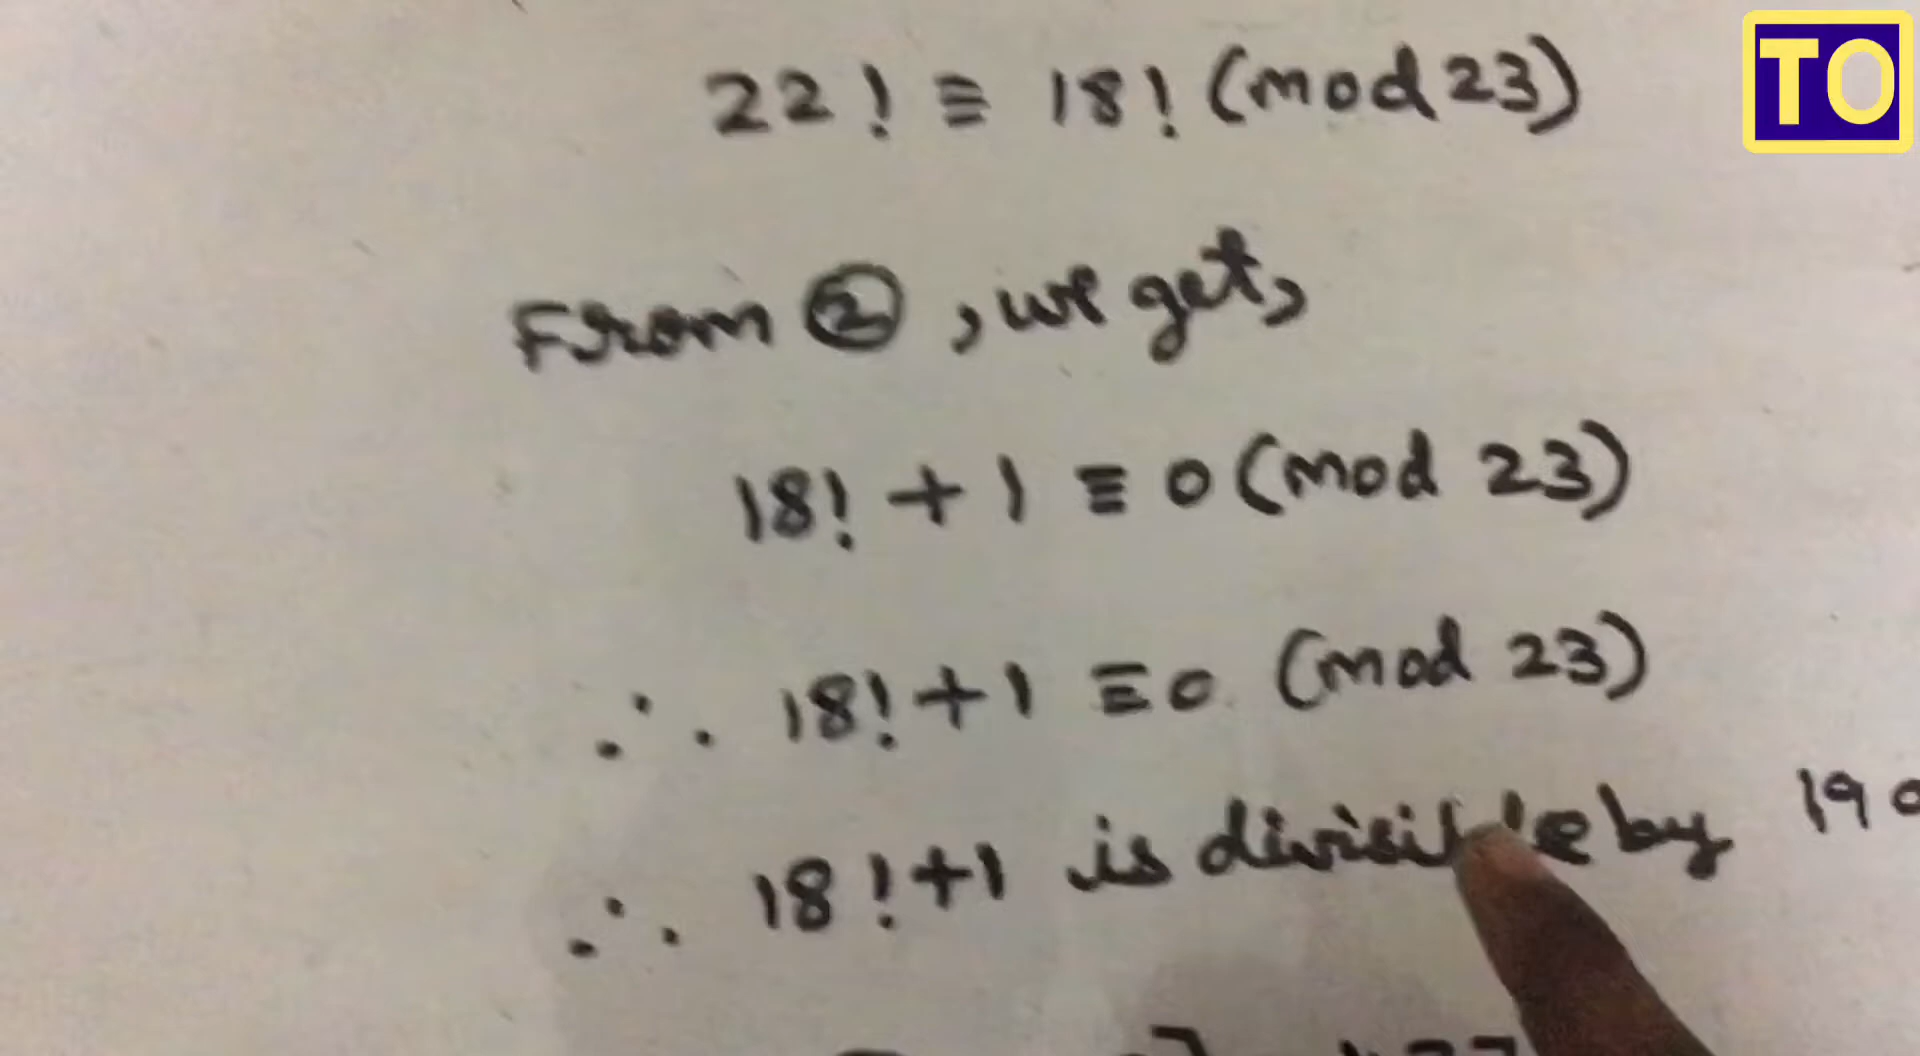 TO
22! ≡ 18! (mod 23)
From ②, we get,
18! + 1 ≡ 0 (mod 23)
∴ 18! + 1 ≡ 0 (mod 23)
∴ 18! + 1 is divisible by